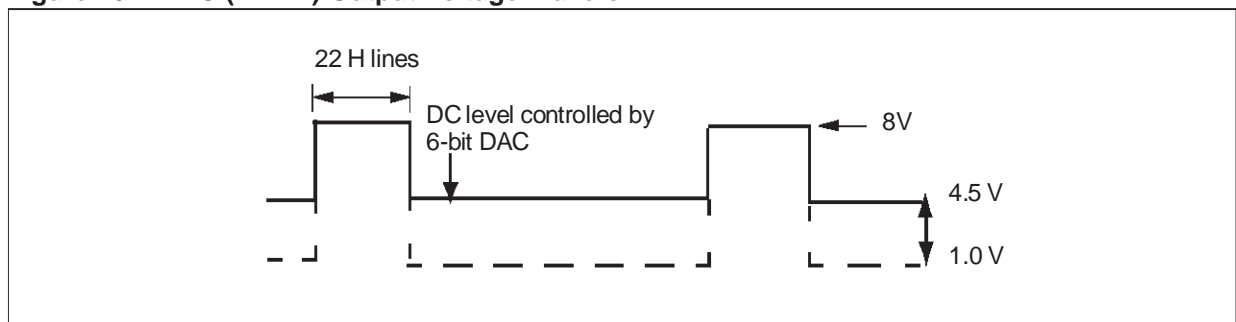 22 H lines
DC level controlled by
6-bit DAC
8V
4.5 V
1.0 V